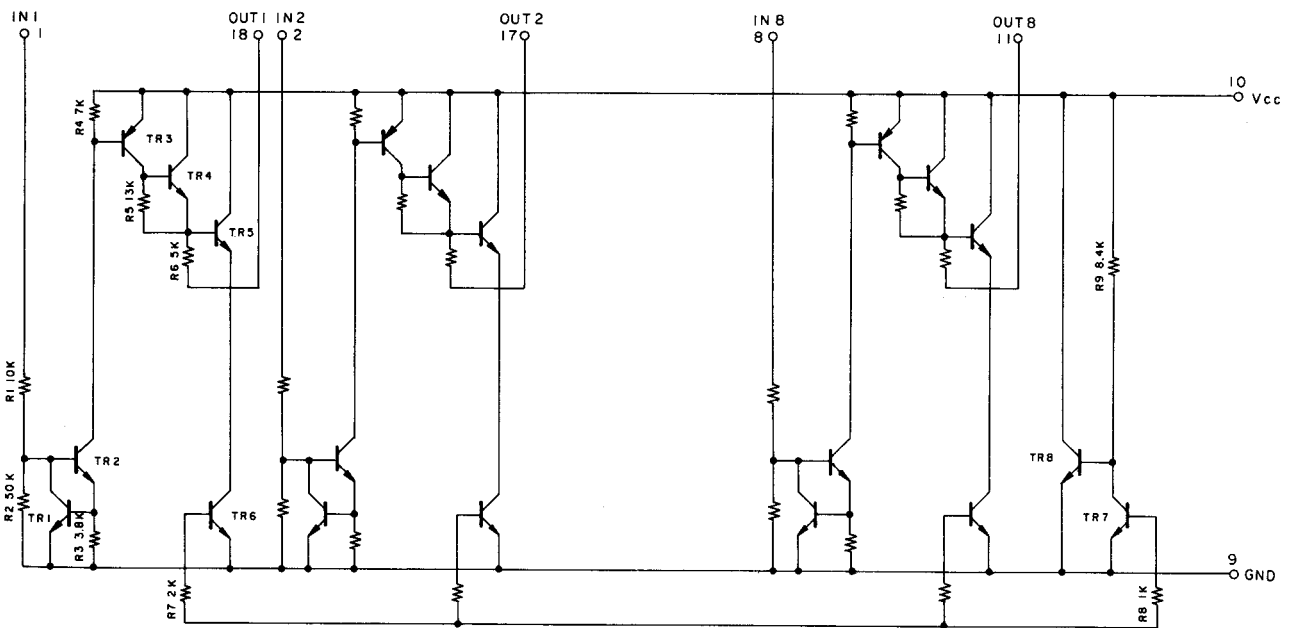 IN1
1
OUT1
18
IN2
2
OUT2
17
IN8
8
OUT8
11
10
Vcc
R4 7K
TR3
TR4
R5 13K
TR5
R6 5K
R9 8.4K
R1 10K
TR2
TR8
R2 50K
TR1
R3 3.8K
TR6
TR7
9
GND
R7 2K
R8 1K